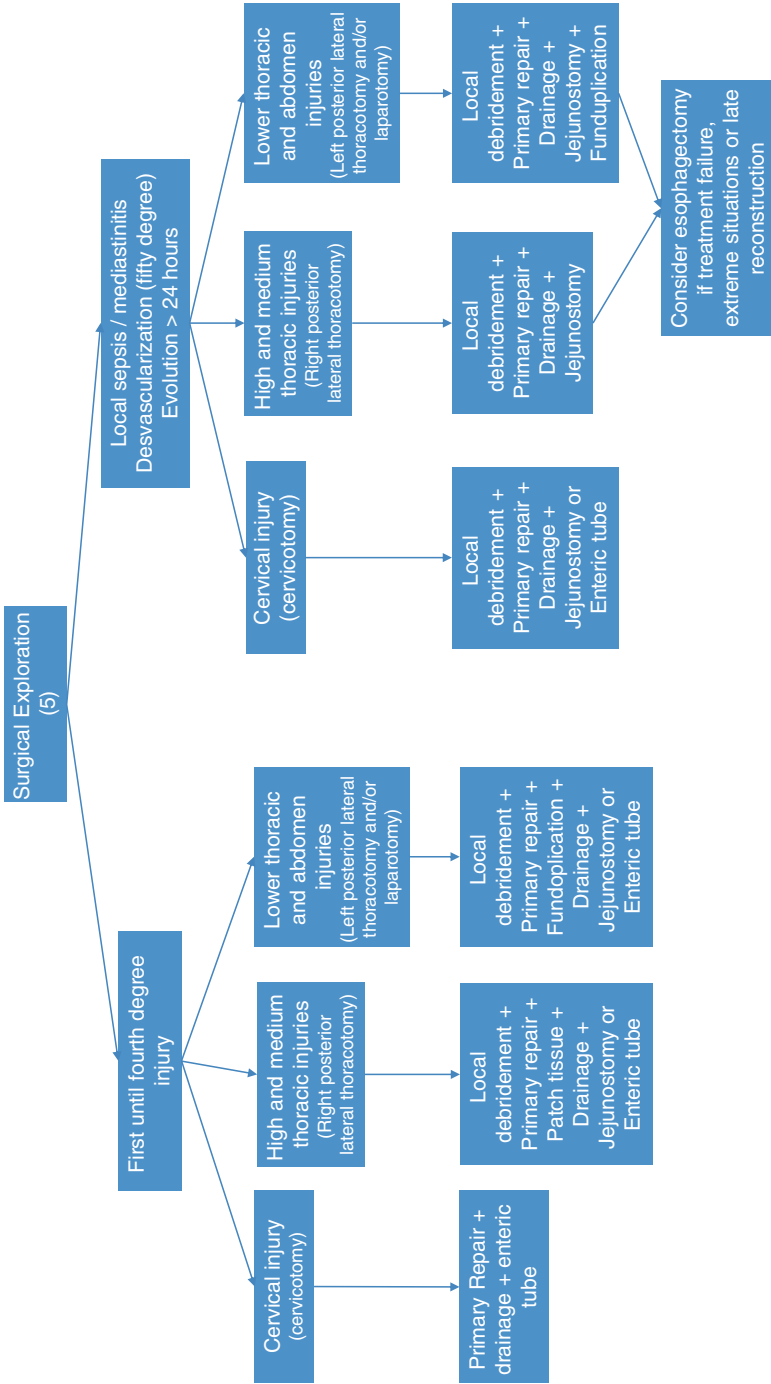 Surgical Exploration
(5)
First until fourth degree
injury
Local sepsis / mediastinitis
Desvascularization (fifty degree)
Evolution > 24 hours
Cervical injury
(cervicotomy)
High and medium
thoracic injuries
(Right posterior
lateral thoracotomy)
Lower thoracic
and abdomen
injuries
(Left posterior lateral
thoracotomy and/or
laparotomy)
Cervical injury
(cervicotomy)
High and medium
thoracic injuries
(Right posterior
lateral thoracotomy)
Lower thoracic
and abdomen
injuries
(Left posterior lateral
thoracotomy and/or
laparotomy)
Primary Repair +
drainage + enteric
tube
Local
debridement +
Primary repair +
Patch tissue +
Drainage +
Jejunostomy or
Enteric tube
Local
debridement +
Primary repair +
Fundoplication +
Drainage +
Jejunostomy or
Enteric tube
Local
debridement +
Primary repair +
Drainage +
Jejunostomy or
Enteric tube
Local
debridement +
Primary repair +
Drainage +
Jejunostomy
Local
debridement +
Primary repair +
Drainage +
Jejunostomy +
Funduplication
Consider esophagectomy
if treatment failure,
extreme situations or late
reconstruction